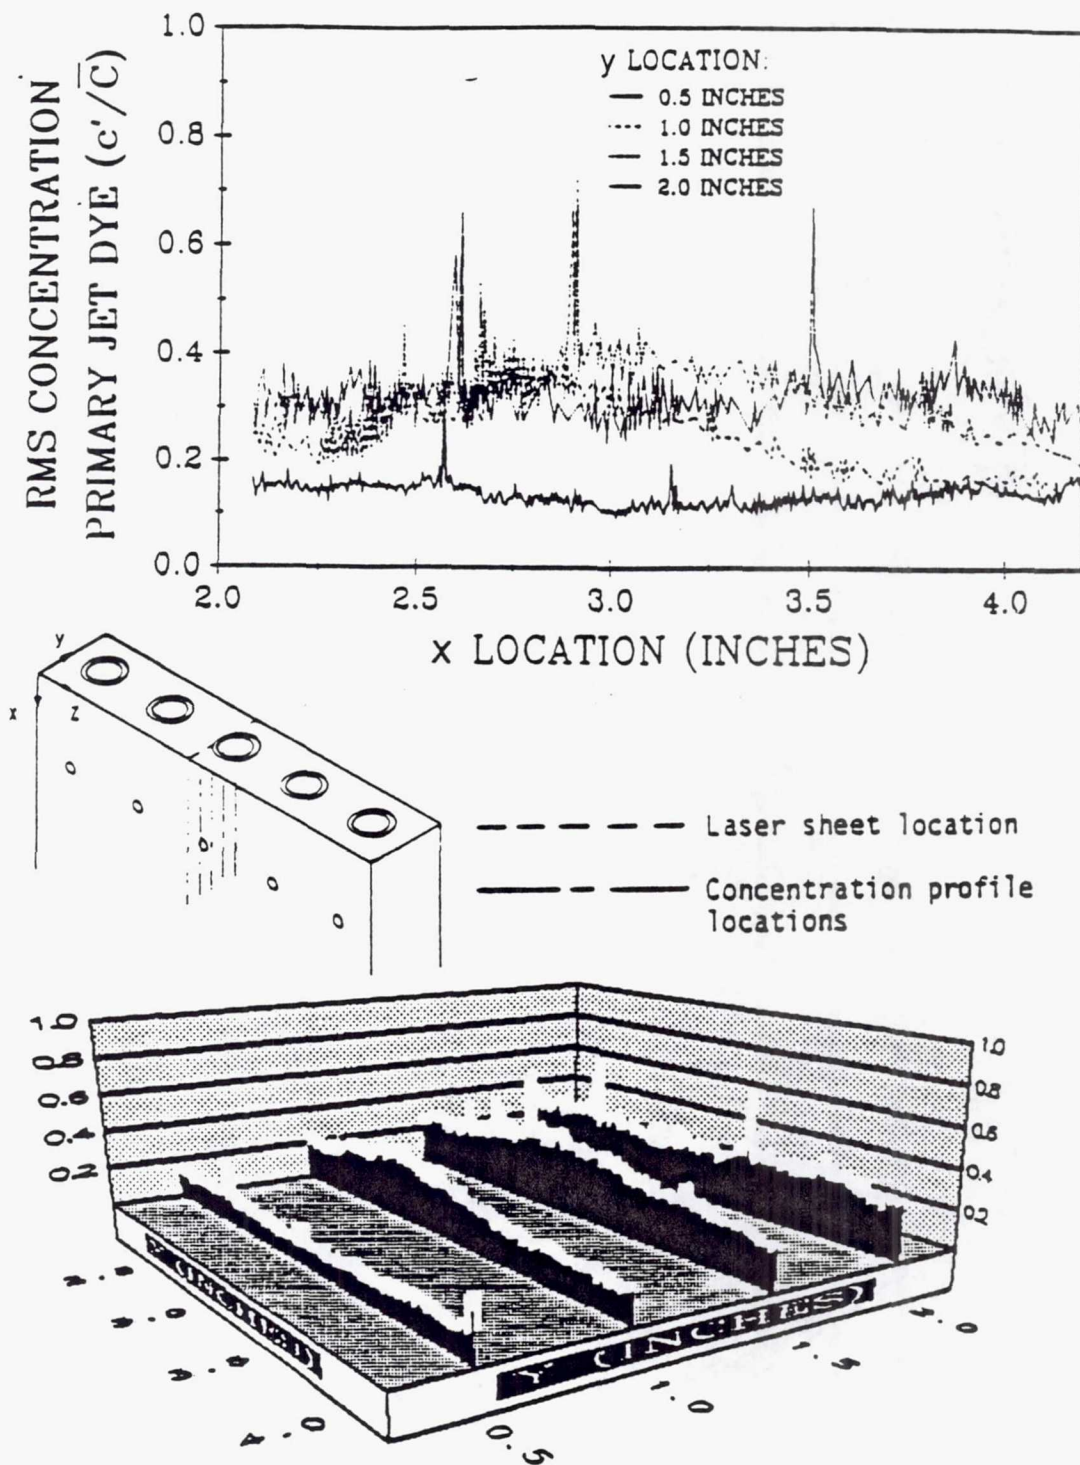 RMS CONCENTRATION
PRIMARY JET DYE (c'/C̅)
1.0
0.8
0.6
0.4
0.2
0.0
y LOCATION:
0.5 INCHES
1.0 INCHES
1.5 INCHES
2.0 INCHES
2.0
2.5
3.0
3.5
4.0
x LOCATION (INCHES)
y
x
z
Laser sheet location
Concentration profile
locations
1.0
0.8
0.6
0.4
0.2
1.0
0.8
0.6
0.4
0.2
(INCHES)
4.0
Y (INCHES)
0.5
1.0
1.5